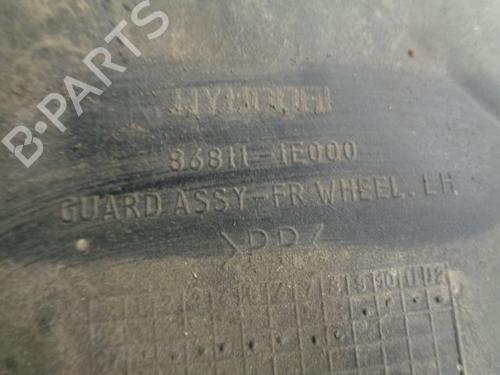 B-PARTS
HYUNDAI
86811-1E000
GUARD ASSY-FR WHEEL. LH
>PP<